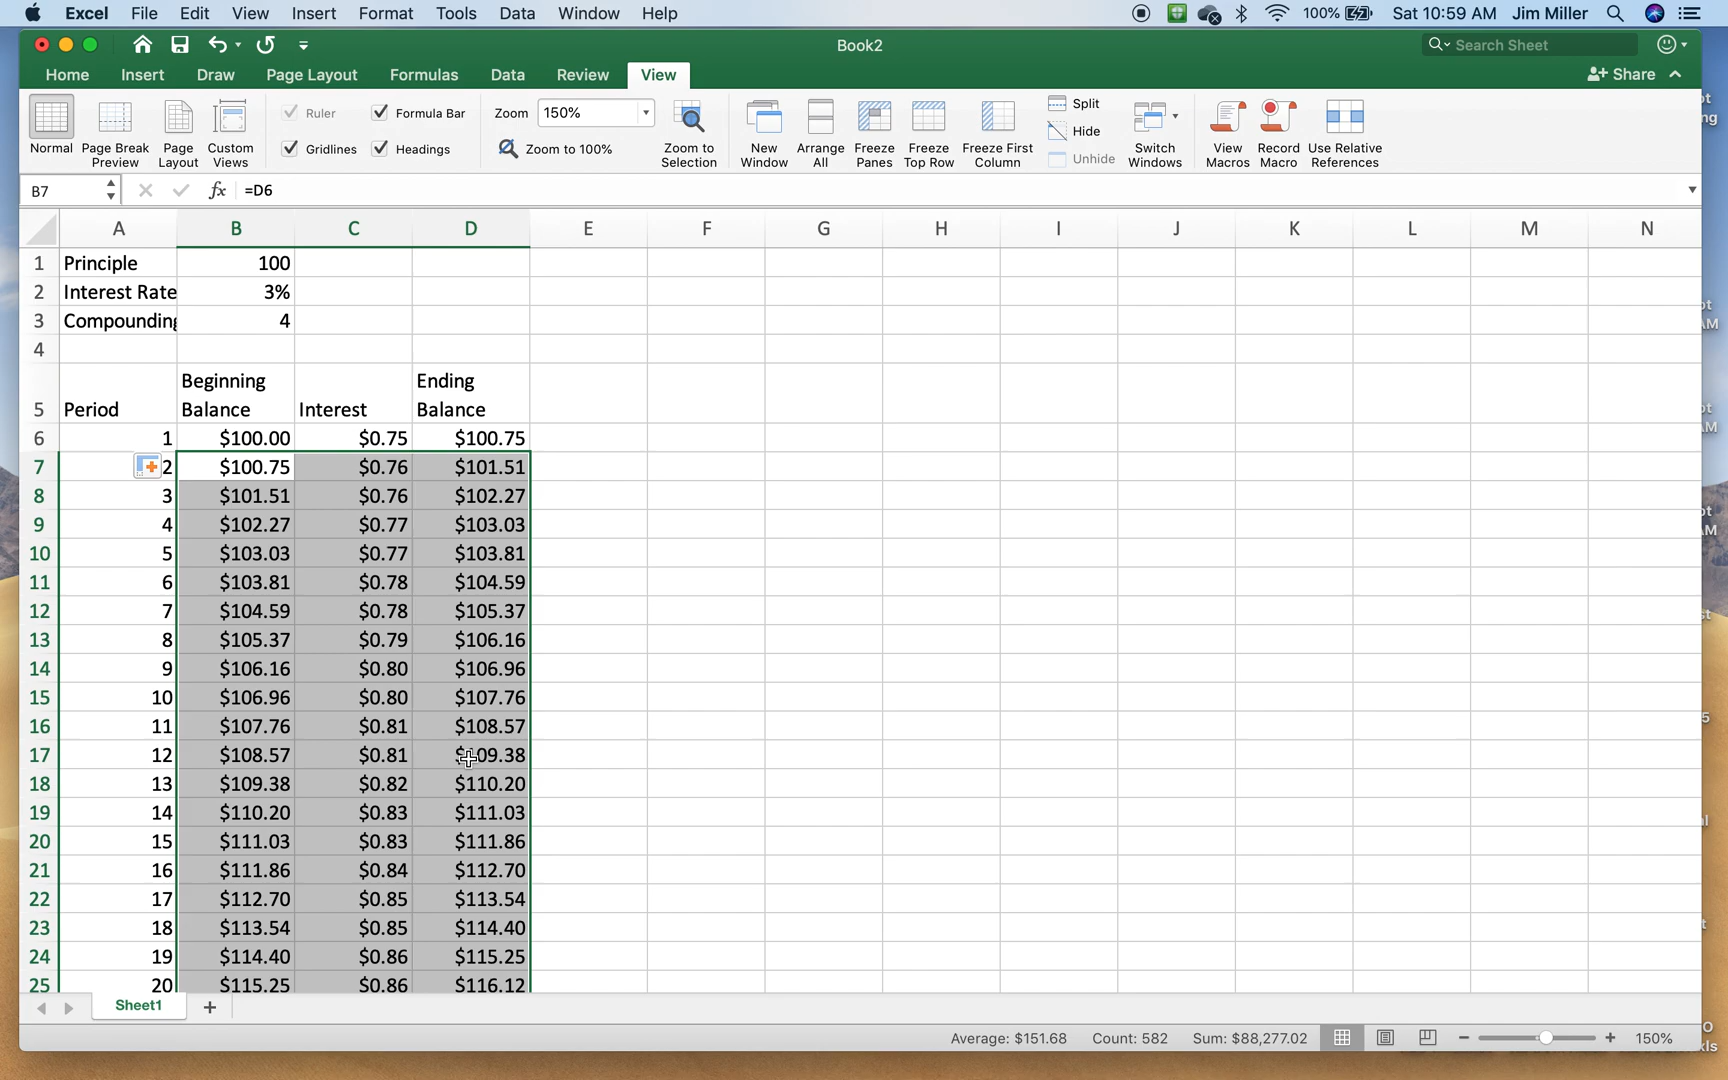 Excel File Edit View Insert Format Tools Data Window Help 100% Sat 10:59 AM Jim Miller
Book2
Search Sheet
Home Insert Draw Page Layout Formulas Data Review View Share
Normal Page Break Preview Page Layout Custom Views
Ruler Formula Bar
Gridlines Headings
Zoom 150%
Zoom to 100%
Zoom to Selection
New Window Arrange All Freeze Panes Freeze Top Row Freeze First Column
Split
Hide
Unhide
Switch Windows
View Macros Record Macro Use Relative References
B7 fx =D6
A B C D E F G H I J K L M N
1 Principle 100
2 Interest Rate 3%
3 Compounding 4
4
5 Period Beginning Balance Interest Ending Balance
6 1 $100.00 $0.75 $100.75
7 2 $100.75 $0.76 $101.51
8 3 $101.51 $0.76 $102.27
9 4 $102.27 $0.77 $103.03
10 5 $103.03 $0.77 $103.81
11 6 $103.81 $0.78 $104.59
12 7 $104.59 $0.78 $105.37
13 8 $105.37 $0.79 $106.16
14 9 $106.16 $0.80 $106.96
15 10 $106.96 $0.80 $107.76
16 11 $107.76 $0.81 $108.57
17 12 $108.57 $0.81 $109.38
18 13 $109.38 $0.82 $110.20
19 14 $110.20 $0.83 $111.03
20 15 $111.03 $0.83 $111.86
21 16 $111.86 $0.84 $112.70
22 17 $112.70 $0.85 $113.54
23 18 $113.54 $0.85 $114.40
24 19 $114.40 $0.86 $115.25
25 20 $115.25 $0.86 $116.12
Sheet1
Average: $151.68 Count: 582 Sum: $88,277.02 150%